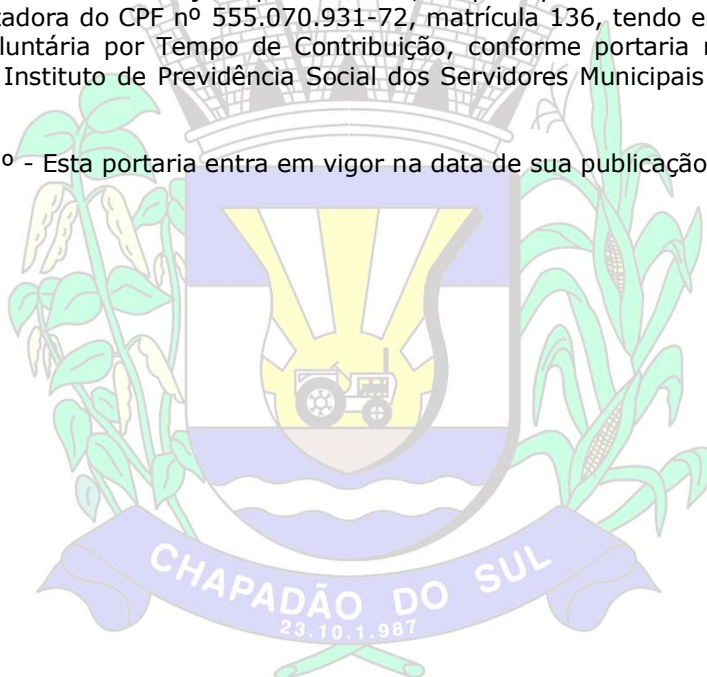 tadora do CPF nº 555.070.931-72, matrícula 136, tendo e
luntária por Tempo de Contribuição, conforme portaria
Instituto de Previdência Social dos Servidores Municipais
º - Esta portaria entra em vigor na data de sua publicação
CHAPADÃO DO SUL
23.10.1.987